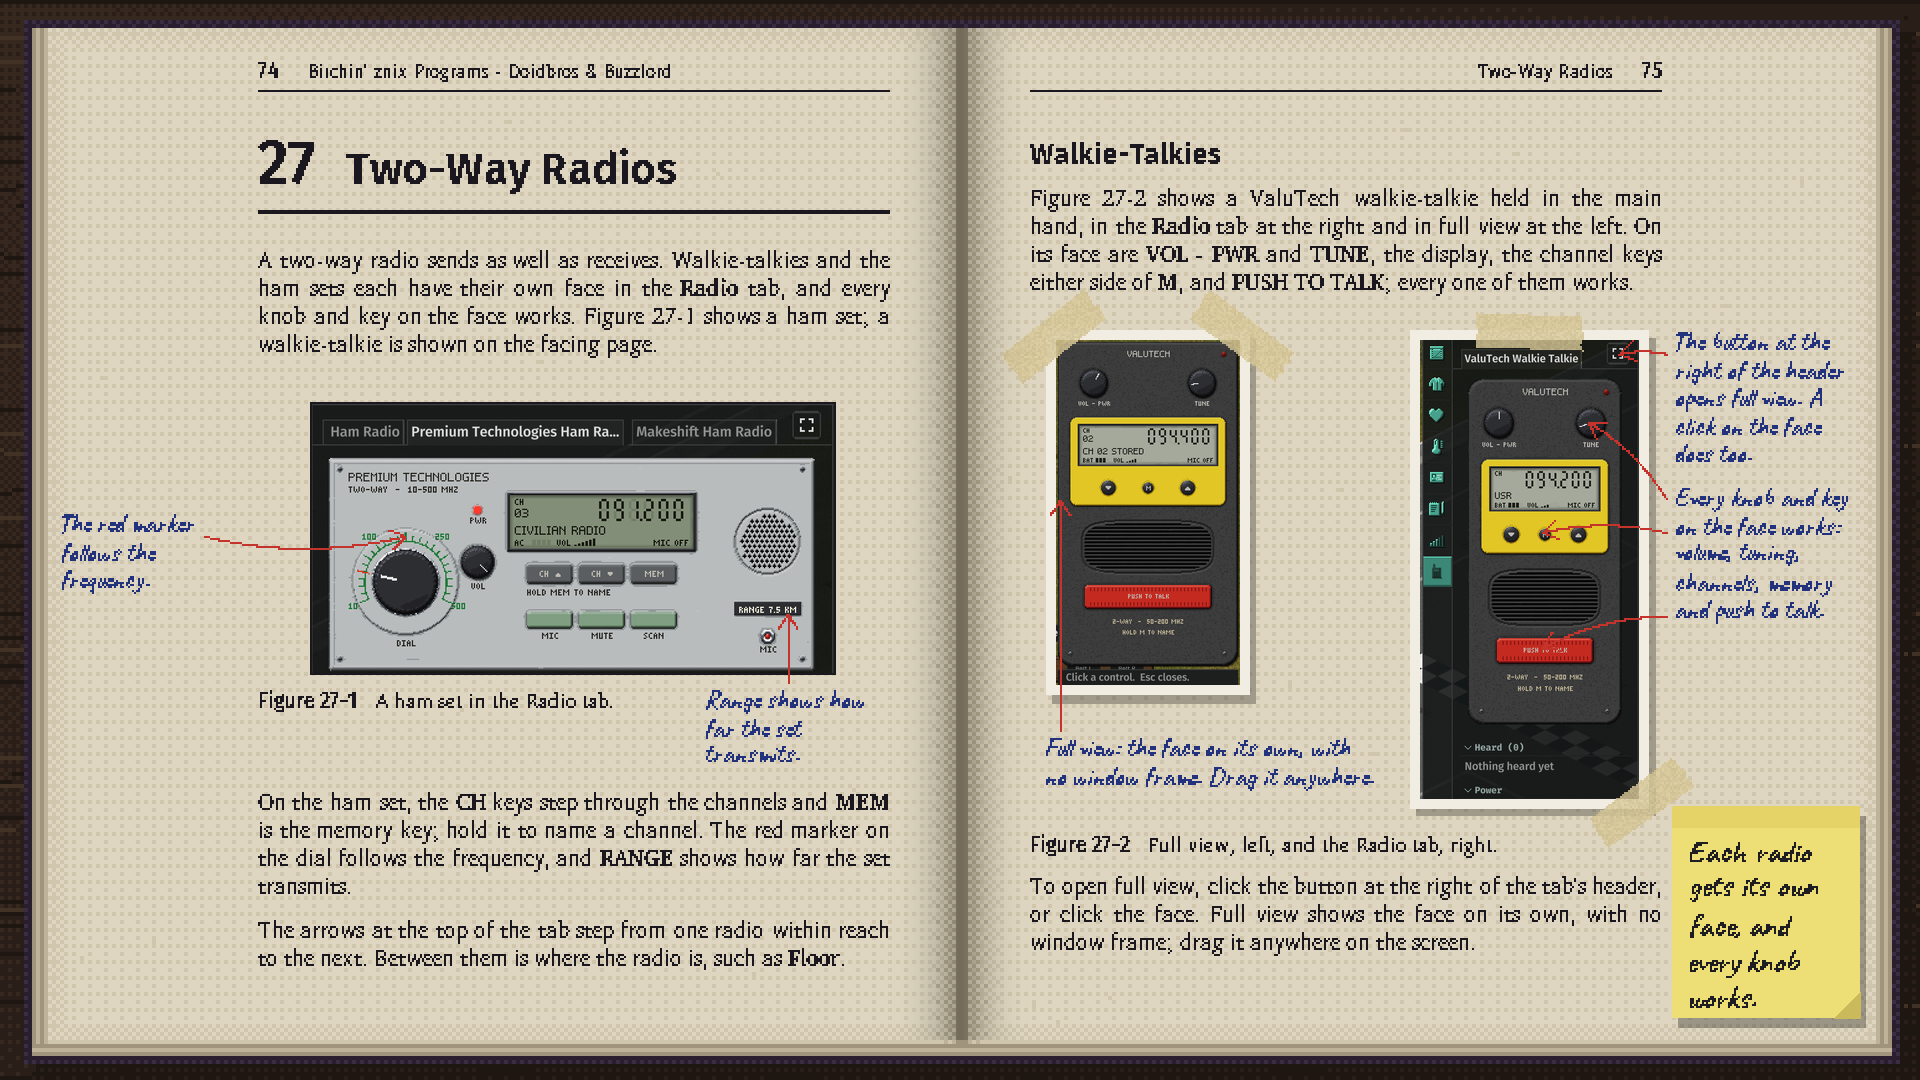 74 Birchin' znix Programs - Doidbros & Buzzlord
27 Two-Way Radios
A two-way radio sends as well as receives. Walkie-talkies and the
ham sets each have their own face in the Radio tab, and every
knob and key on the face works. Figure 27-1 shows a ham set; a
walkie-talkie is shown on the facing page.
Ham Radio
Premium Technologies Ham Ra...
Makeshift Ham Radio
PREMIUM TECHNOLOGIES
TWO-WAY - 10-500 MHZ
PWR
CH
03
091.200
CIVILIAN RADIO
AC VOL MIC OFF
100
250
10
500
VOL
DIAL
CH ▲
CH ▼
MEM
HOLD MEM TO NAME
MIC
MUTE
SCAN
RANGE 7.5 KM
MIC
The red marker
follows the
frequency.
Figure 27-1 A ham set in the Radio tab.
Range shows how
far the set
transmits.
On the ham set, the CH keys step through the channels and MEM
is the memory key; hold it to name a channel. The red marker on
the dial follows the frequency, and RANGE shows how far the set
transmits.
The arrows at the top of the tab step from one radio within reach
to the next. Between them is where the radio is, such as Floor.
Two-Way Radios 75
Walkie-Talkies
Figure 27-2 shows a ValuTech walkie-talkie held in the main
hand, in the Radio tab at the right and in full view at the left. On
its face are VOL - PWR and TUNE, the display, the channel keys
either side of M, and PUSH TO TALK; every one of them works.
VALUTECH
VOL - PWR
TUNE
CH
02
094.400
CH 02 STORED
BAT VOL MIC OFF
M
PUSH TO TALK
2-WAY - 50-200 MHZ
HOLD M TO NAME
Click a control. Esc closes.
Full view: the face on its own, with
no window frame. Drag it anywhere.
ValuTech Walkie Talkie
VALUTECH
VOL - PWR
TUNE
CH
094.200
USR
BAT VOL MIC OFF
PUSH TO TALK
2-WAY - 50-200 MHZ
HOLD M TO NAME
Heard (0)
Nothing heard yet
Power
The button at the
right of the header
opens full view. A
click on the face
does too.
Every knob and key
on the face works:
volume, tuning,
channels, memory
and push to talk.
Figure 27-2 Full view, left, and the Radio tab, right.
To open full view, click the button at the right of the tab's header,
or click the face. Full view shows the face on its own, with no
window frame; drag it anywhere on the screen.
Each radio
gets its own
face, and
every knob
works.